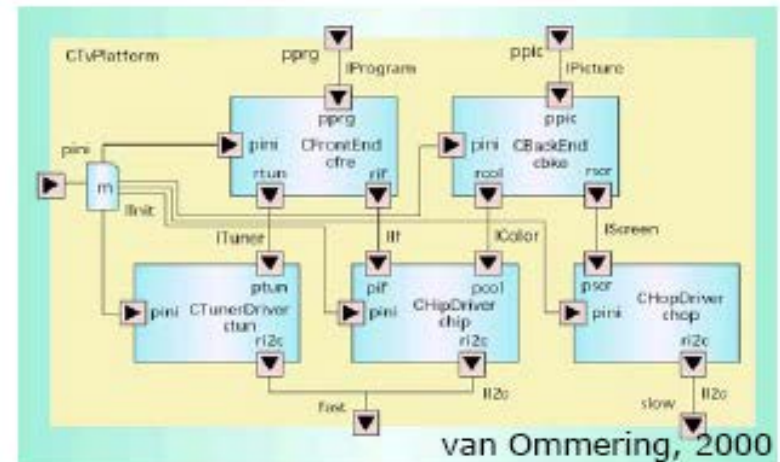 CTvPlatform
pprg
IProgram
ppic
IPicture
pprg
pini
CFrontEnd
cfre
rtun
rif
ppic
pini
CBackEnd
cbke
rcol
rscr
pini
m
IInit
ITuner
IIf
IColor
IScreen
ptun
pini
CTunerDriver
ctun
ri2c
pif
pcol
pini
CHipDriver
chip
ri2c
pscr
pini
CHopDriver
chop
ri2c
fast
II2c
slow
II2c
van Ommering, 2000